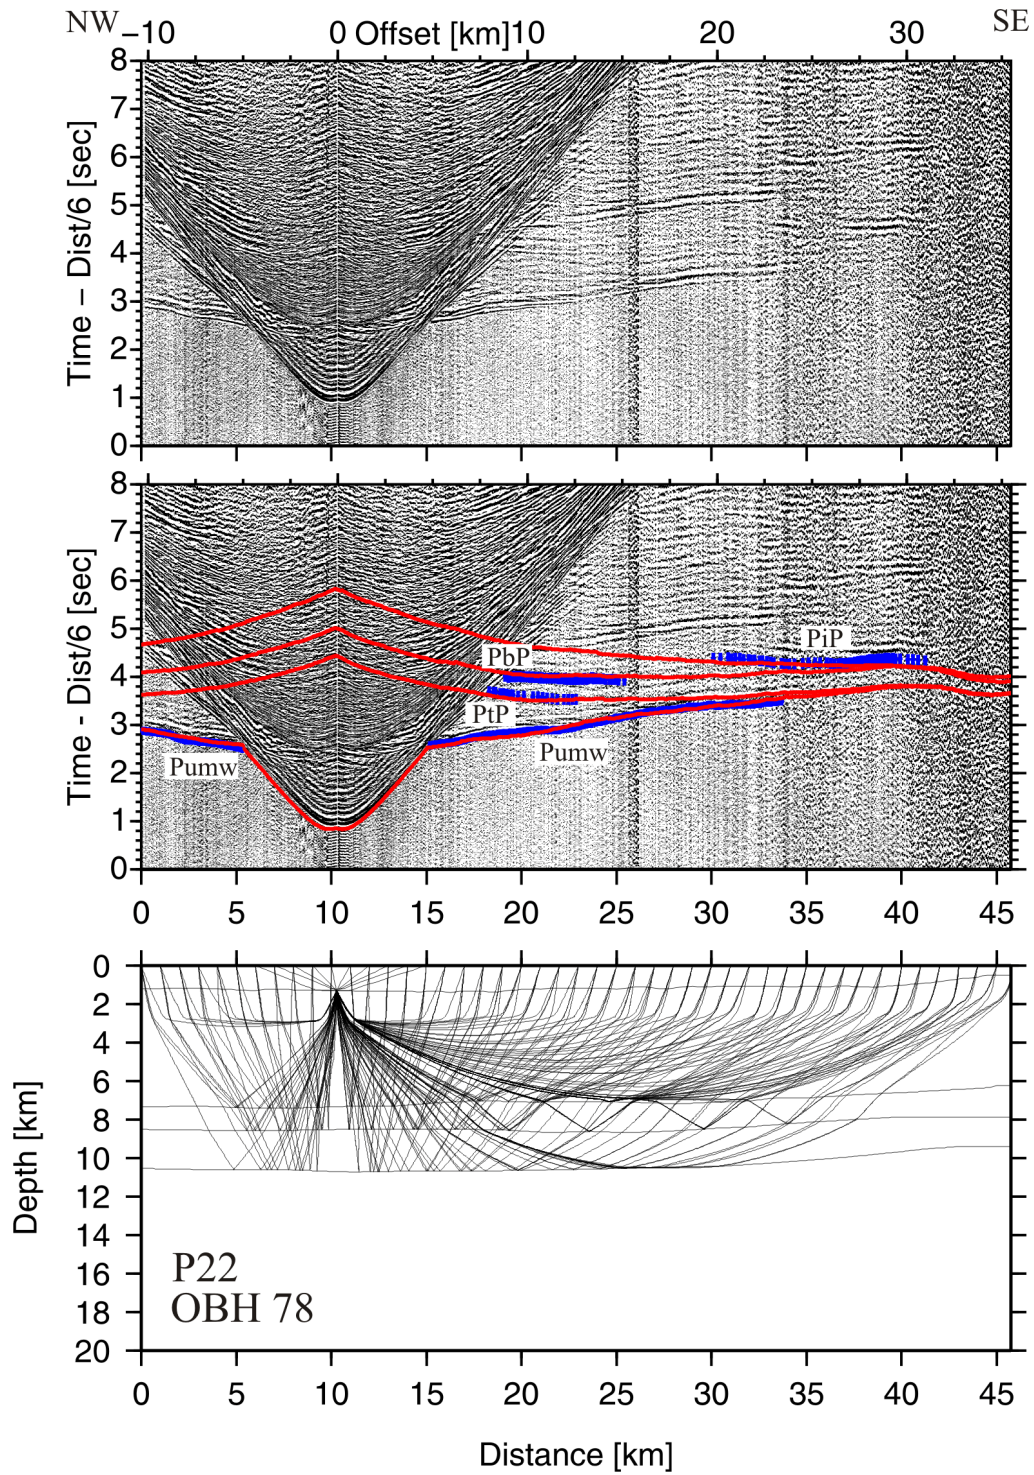 NW
−10 0 Offset [km] 10 20 30
SE
8
7
6
5
4
3
2
1
0
Time − Dist/6 [sec]
8
7
6
5
4
3
2
1
0
Time - Dist/6 [sec]
PiP
PbP
PtP
Pumw
Pumw
0 5 10 15 20 25 30 35 40 45
0
2
4
6
8
10
12
14
16
18
20
Depth [km]
P22
OBH 78
0 5 10 15 20 25 30 35 40 45
Distance [km]